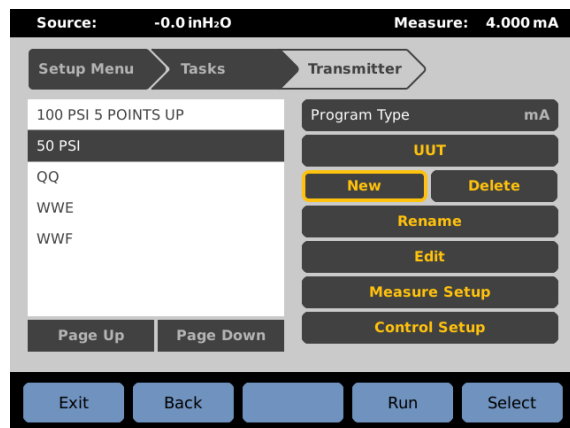 Source: -0.0 inH₂O Measure: 4.000 mA
Setup Menu Tasks Transmitter
100 PSI 5 POINTS UP
50 PSI
QQ
WWE
WWF
Page Up Page Down
Program Type mA
UUT
New Delete
Rename
Edit
Measure Setup
Control Setup
Exit Back Run Select